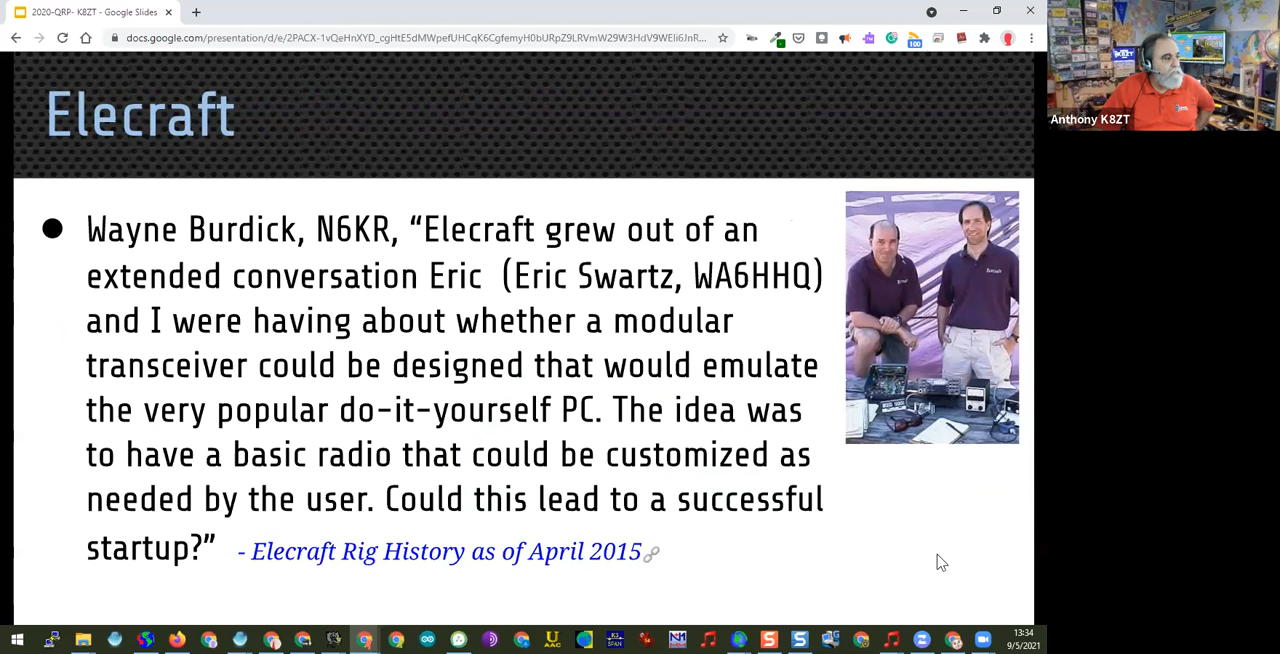 2020-QRP- K8ZT - Google Slides
docs.google.com/presentation/d/e/2PACX-1vQeHnXYD_cgHtE5dMWpefUHCqK6CgfemyH0bURpZ9LRVmW29W3HdV9WEli6JnR...
100
Elecraft
Anthony K8ZT
Wayne Burdick, N6KR, “Elecraft grew out of an
extended conversation Eric (Eric Swartz, WA6HHQ)
and I were having about whether a modular
transceiver could be designed that would emulate
the very popular do-it-yourself PC. The idea was
to have a basic radio that could be customized as
needed by the user. Could this lead to a successful
startup?”
- Elecraft Rig History as of April 2015
13:34
9/5/2021